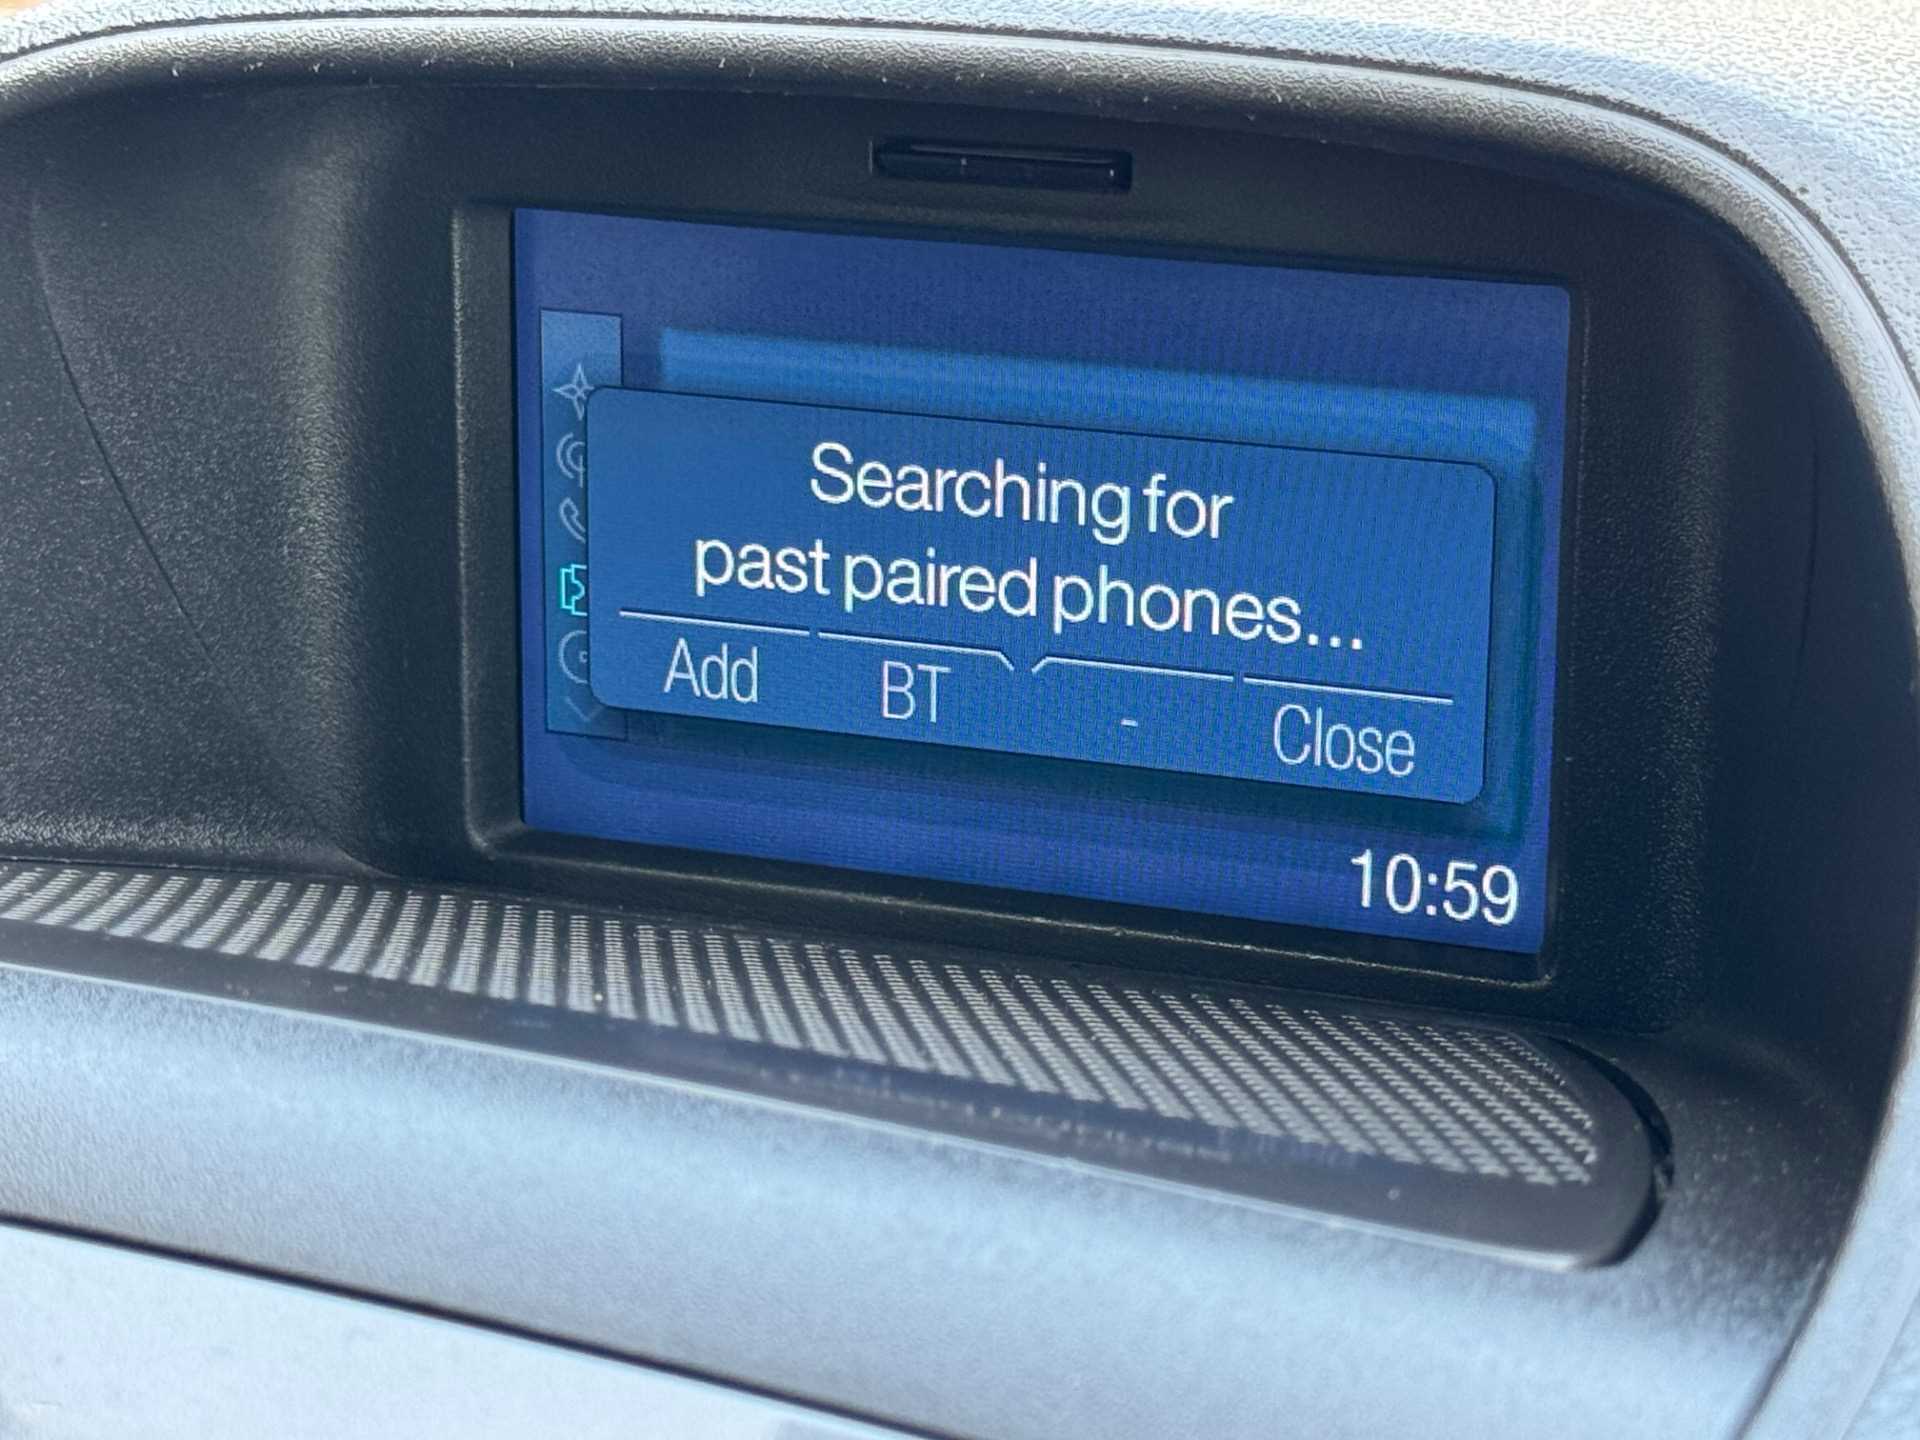 Searching for
past paired phones...
Add BT - Close
10:59